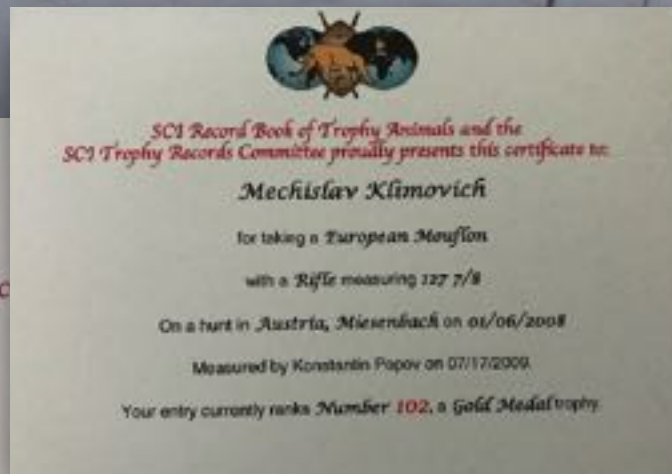 SCI Record Book of Trophy Animals and the
SCI Trophy Records Committee proudly presents this certificate to:
Mechislav Klimovich
for taking a European Mouflon
with a Rifle measuring 127 7/8
On a hunt in Austria, Miesenbach on 01/06/2008
Measured by Konstantin Popov on 07/17/2009.
Your entry currently ranks Number 102, a Gold Medal trophy.